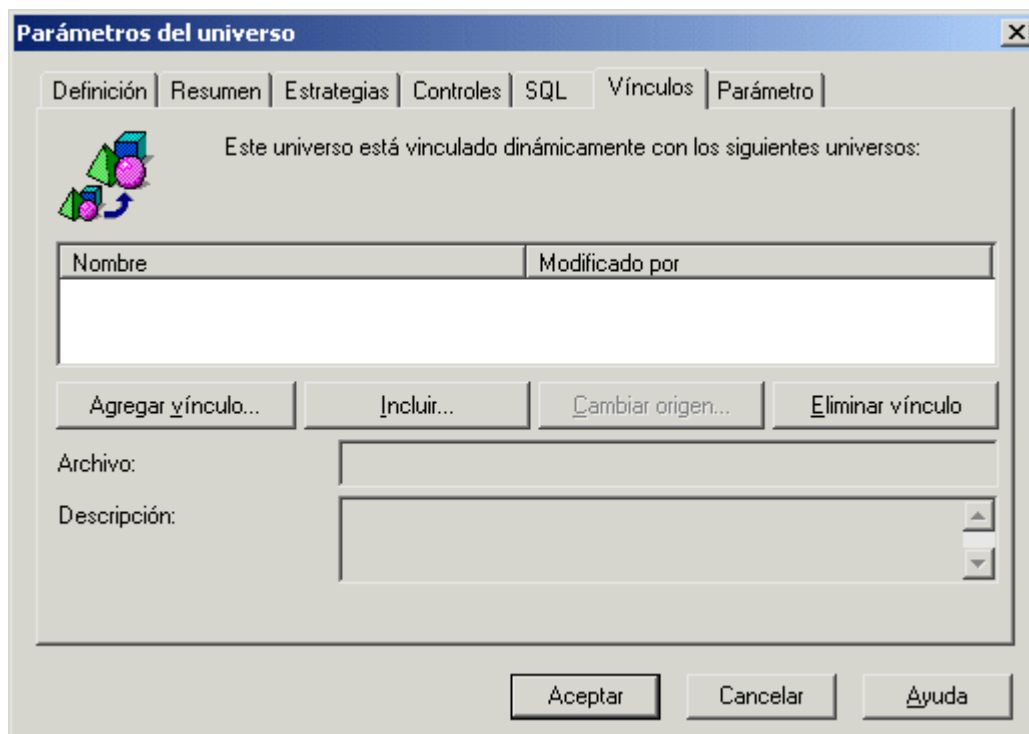 Parámetros del universo
Definición Resumen Estrategias Controles SQL Vínculos Parámetro
Este universo está vinculado dinámicamente con los siguientes universos:
Nombre Modificado por
Agregar vínculo... Incluir... Cambiar origen... Eliminar vínculo
Archivo:
Descripción:
Aceptar Cancelar Ayuda